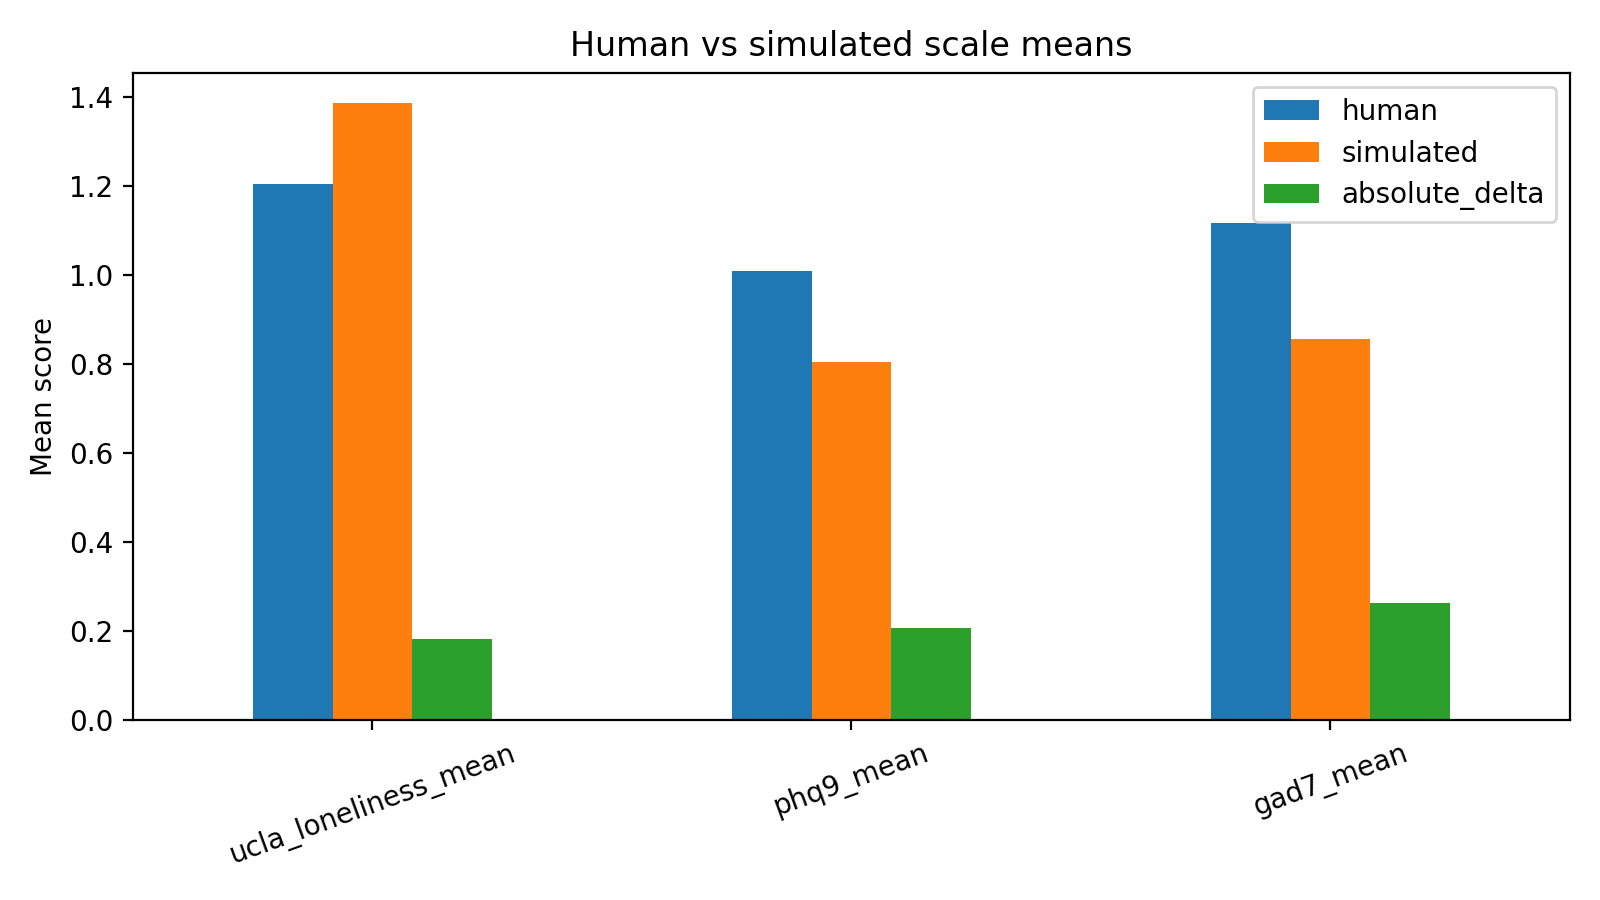 Human vs simulated scale means
human
simulated
absolute_delta
Mean score
1.4
1.2
1.0
0.8
0.6
0.4
0.2
0.0
ucla_loneliness_mean
phq9_mean
gad7_mean